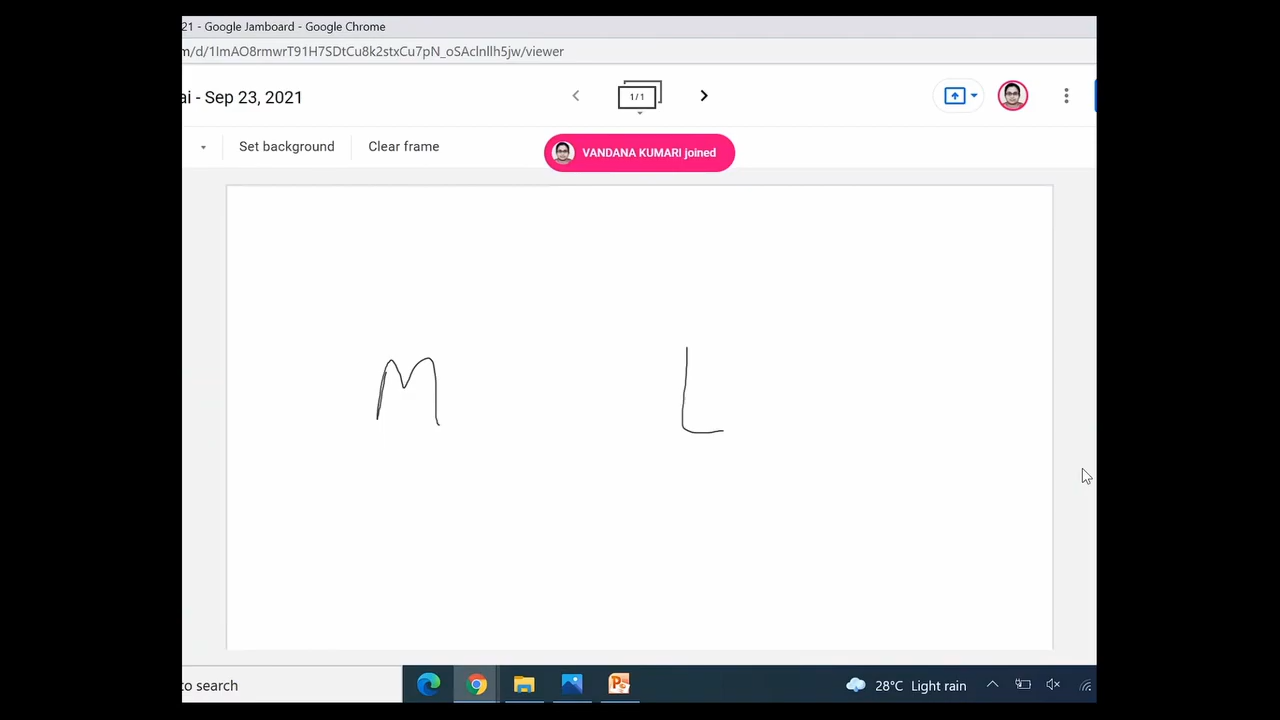 21 - Google Jamboard - Google Chrome
m/d/1ImAO8rmwrT91H7SDtCu8k2stxCu7pN_oSAclnlIh5jw/viewer
ai - Sep 23, 2021
1/1
Set background Clear frame
VANDANA KUMARI joined
M L
to search
28°C Light rain